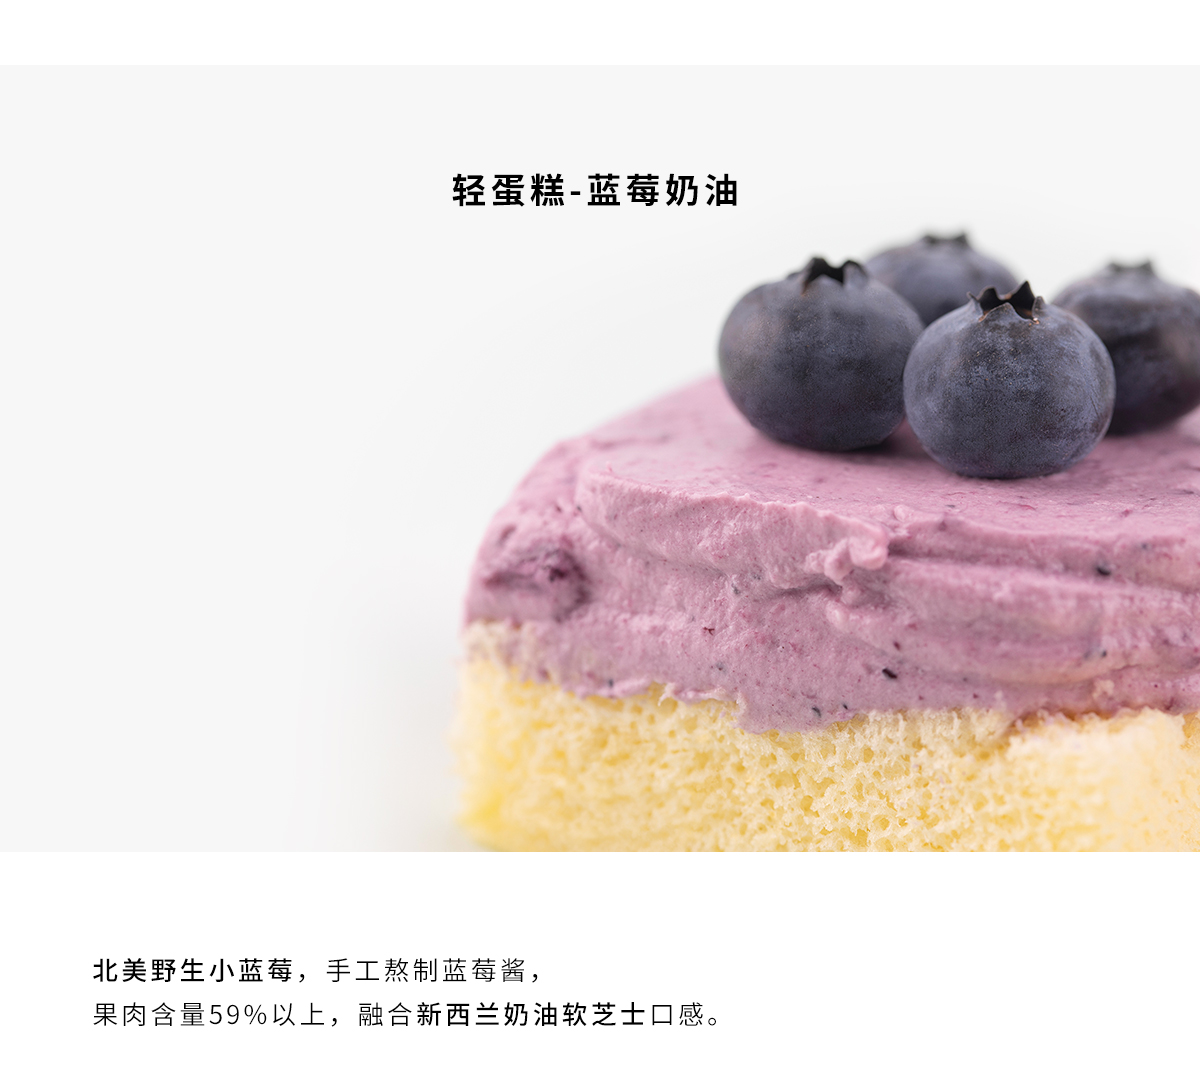 轻蛋糕-蓝莓奶油
北美野生小蓝莓，手工熬制蓝莓酱，
果肉含量59%以上，融合新西兰奶油软芝士口感。